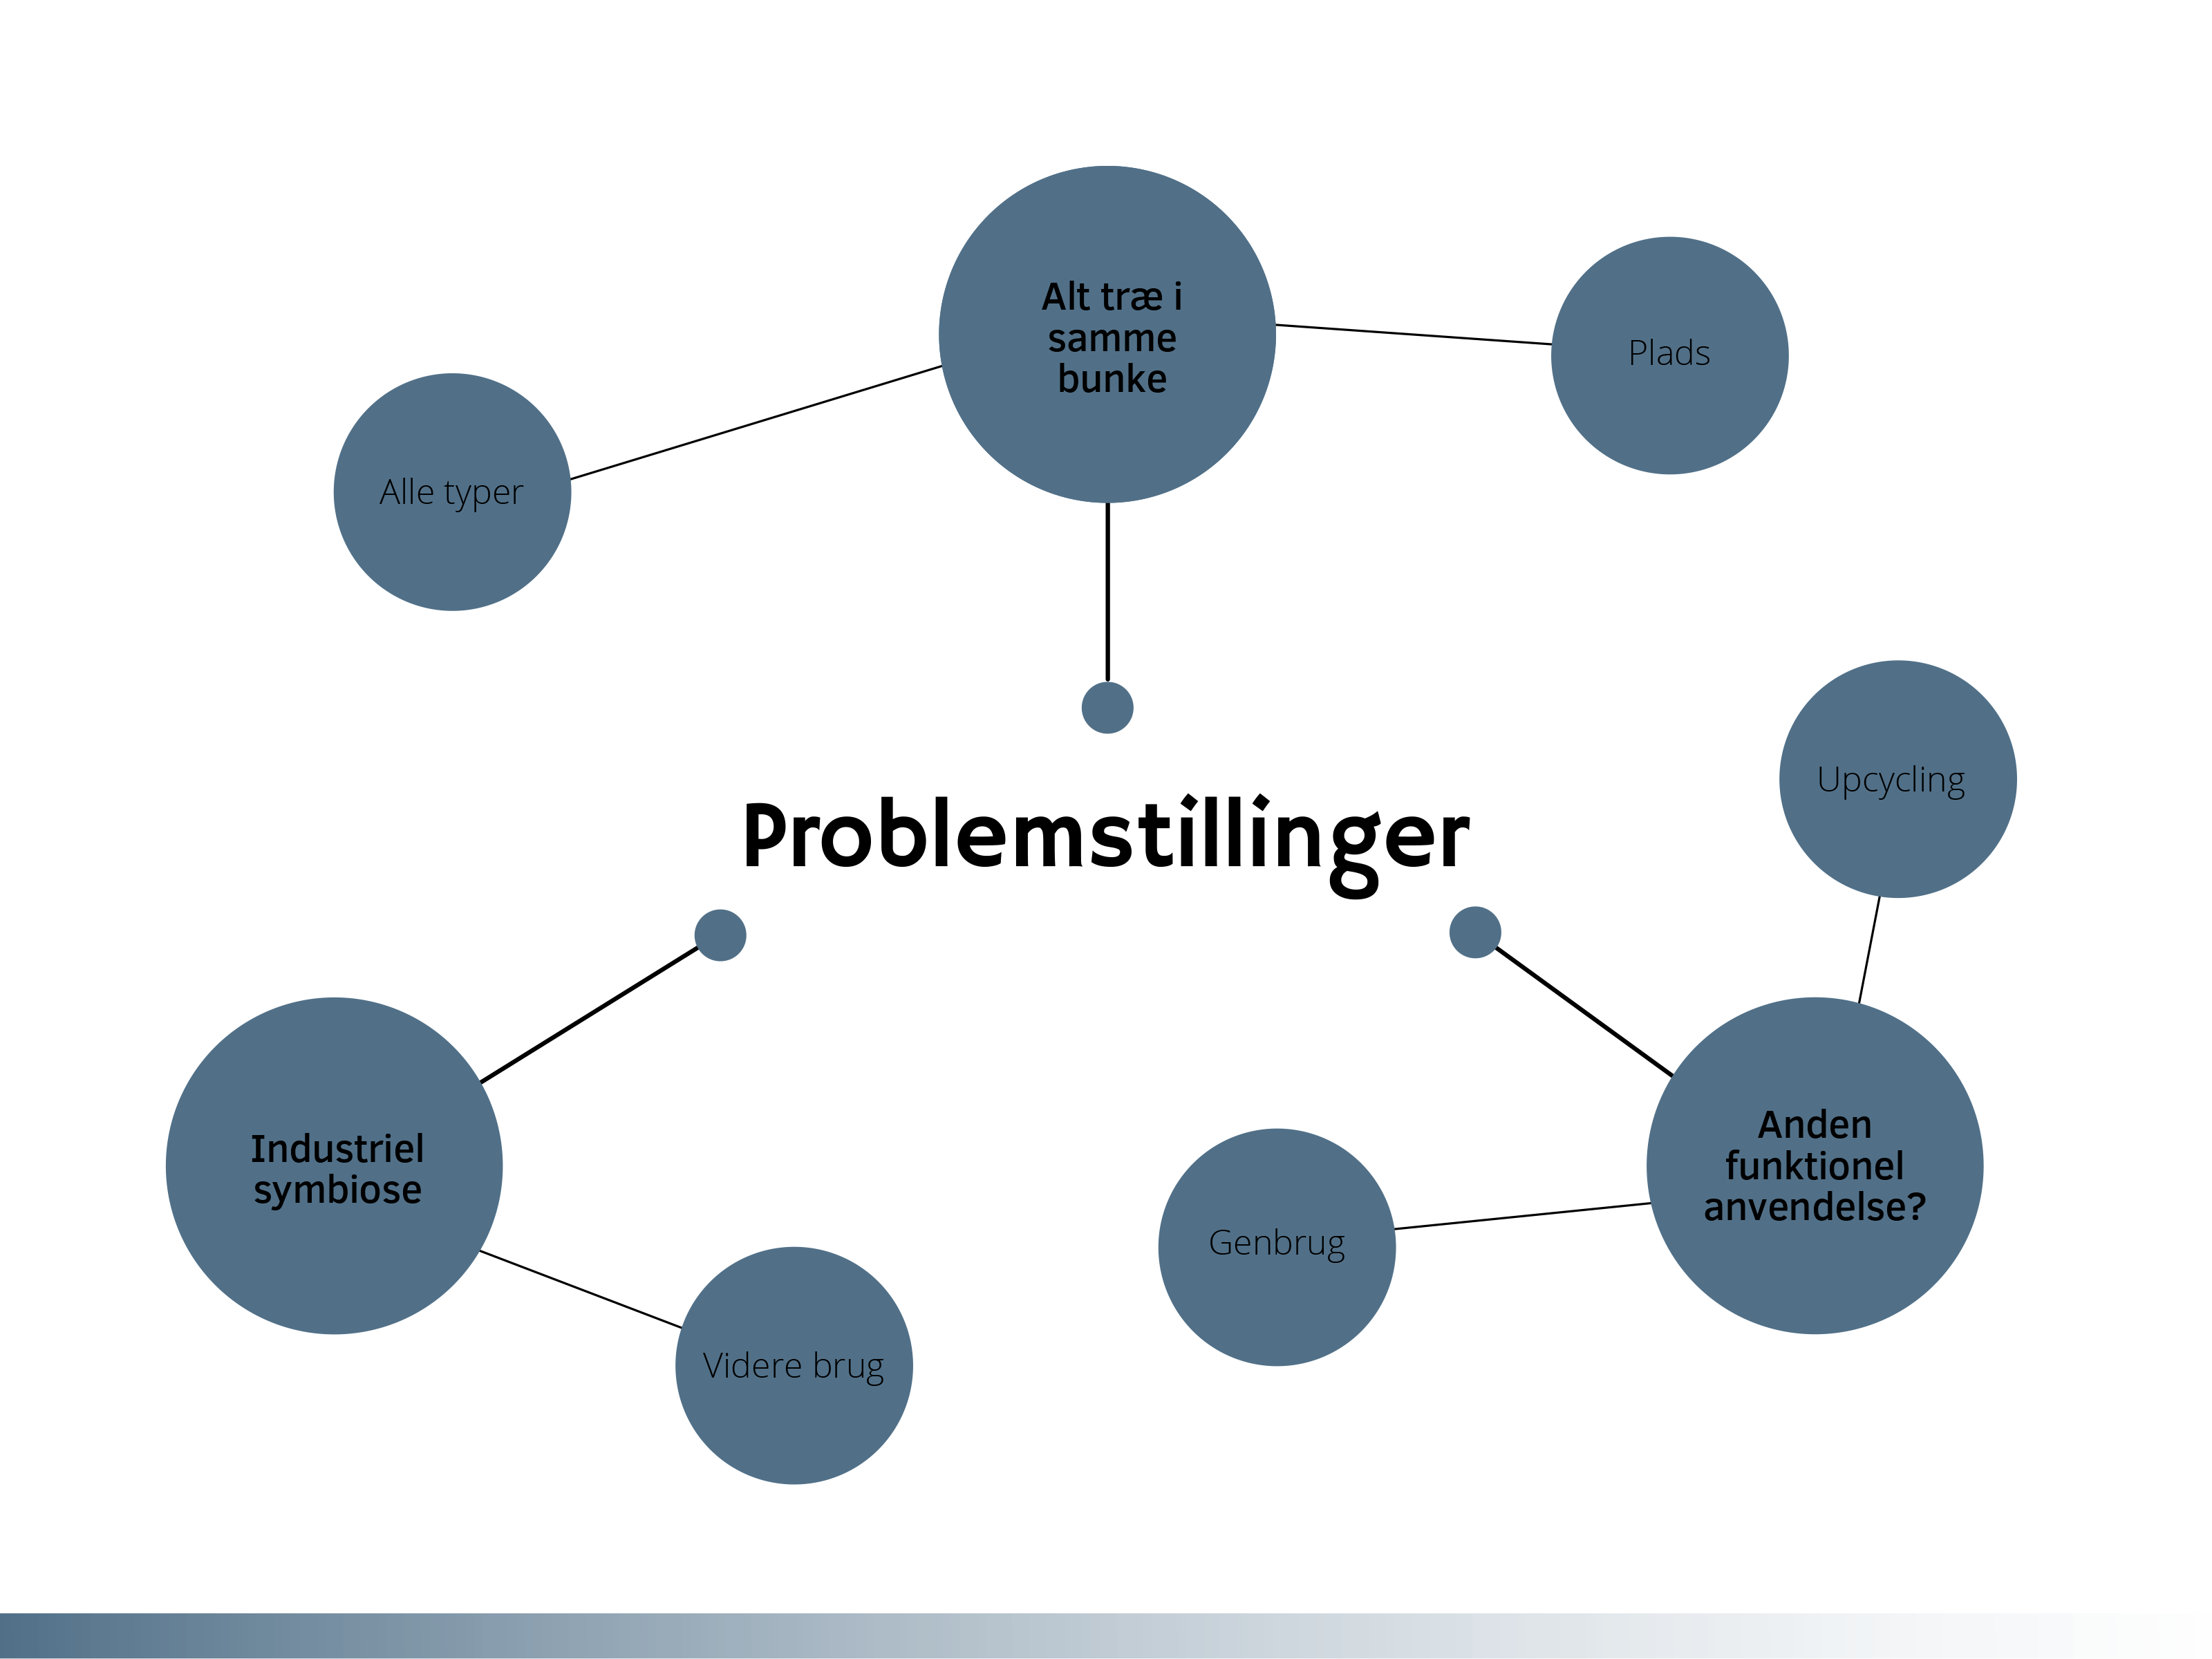 Alt træ i
samme
bunke
Plads
Alle typer
Problemstillinger
Upcycling
Industriel
symbiose
Videre brug
Anden
funktionel
anvendelse?
Genbrug